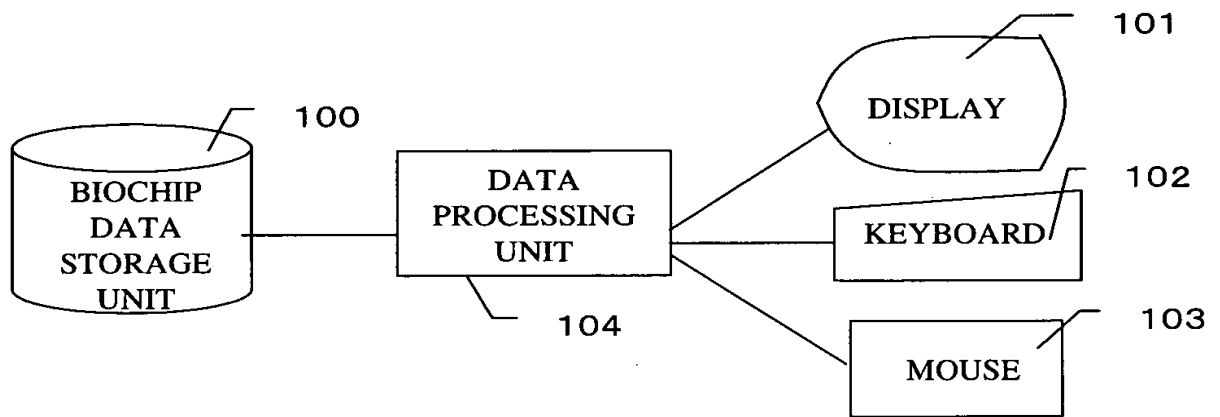 100
BIOCHIP
DATA
STORAGE
UNIT
DATA
PROCESSING
UNIT
104
101
DISPLAY
102
KEYBOARD
103
MOUSE